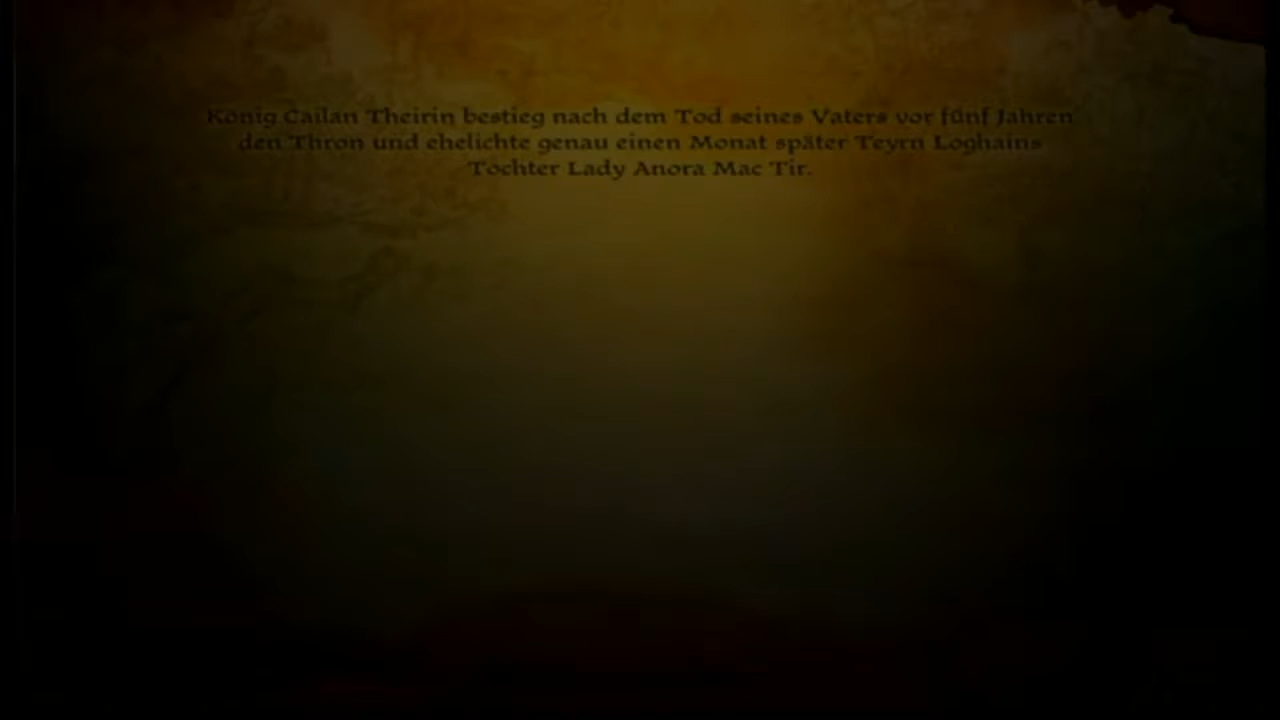 König Cailan Theirin bestieg nach dem Tod seines Vaters vor fünf Jahren
den Thron und ehelichte genau einen Monat später Teyrn Loghains
Tochter Lady Anora Mac Tir.